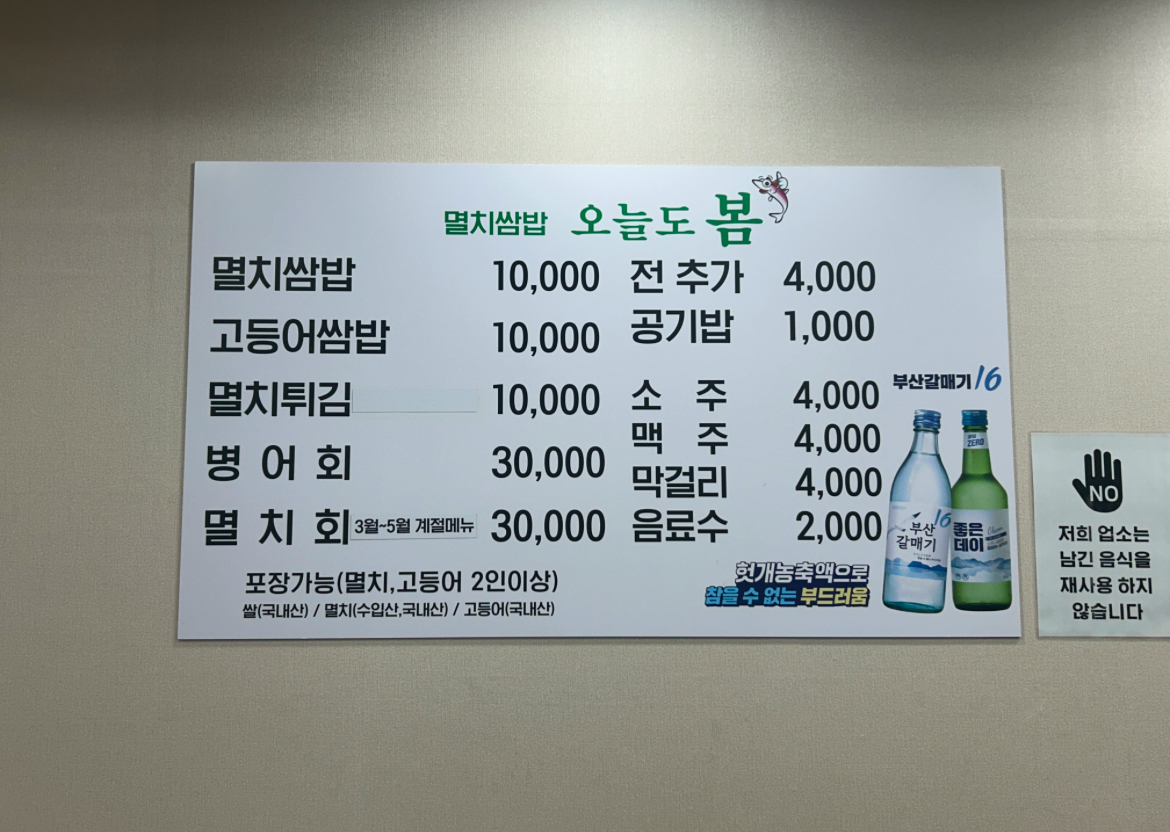 멸치쌈밥 오늘도 봄
멸치쌈밥 10,000
고등어쌈밥 10,000
멸치튀김 10,000
병 어 회 30,000
멸 치 회 3월~5월 계절메뉴 30,000
포장가능(멸치,고등어 2인이상)
쌀(국내산) / 멸치(수입산,국내산) / 고등어(국내산)
전 추가 4,000
공기밥 1,000
소 주 4,000
맥 주 4,000
막걸리 4,000
음료수 2,000
헛개농축액으로
참을 수 없는 부드러움
부산갈매기 16
부산
갈매기
16
ZERO
좋은
데이
NO
저희 업소는
남긴 음식을
재사용 하지
않습니다